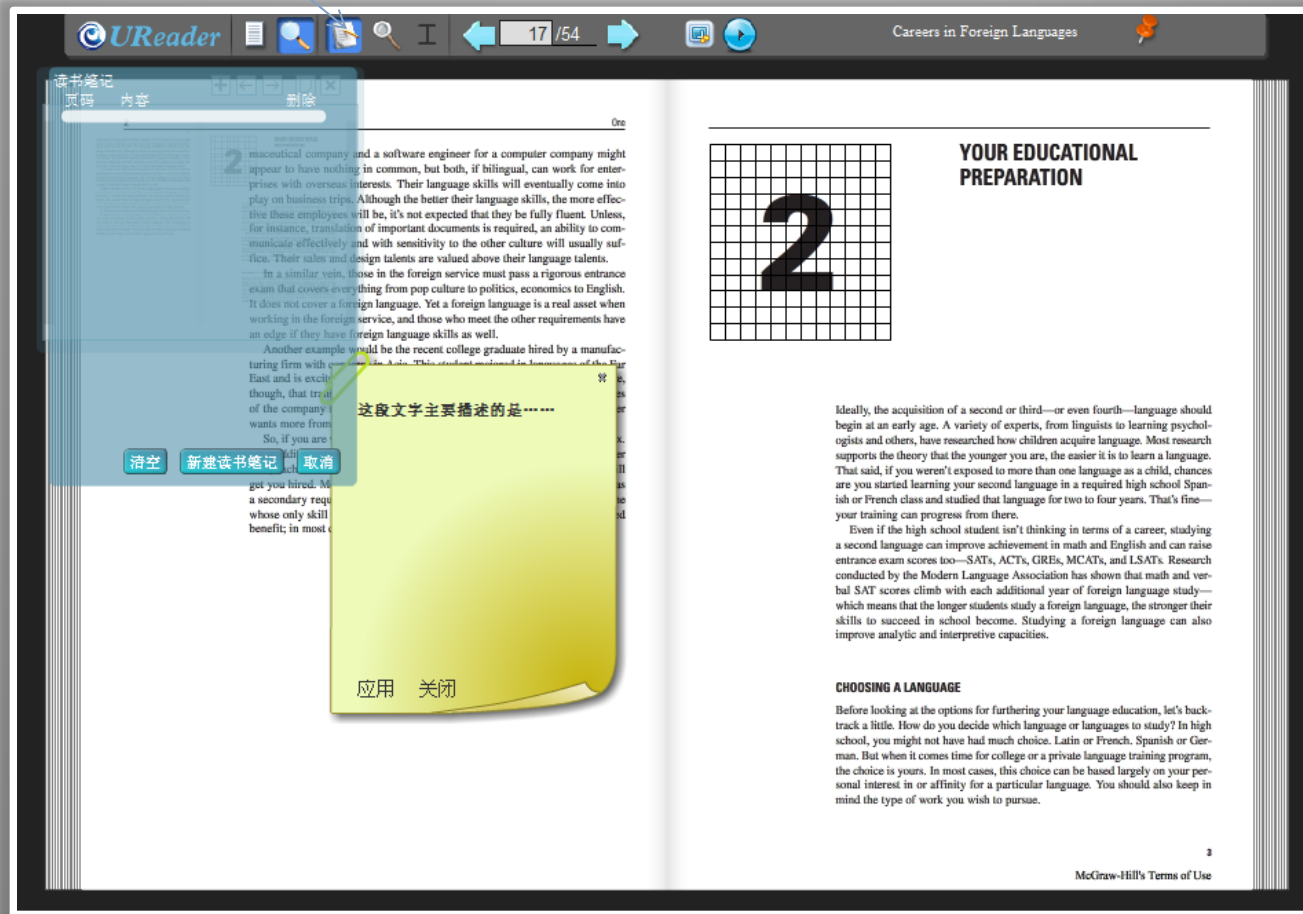 UReader
17 /54
Careers in Foreign Languages
读书笔记
页码 内容 删除
清空 新建读书笔记 取消
2 One
maceutical company and a software engineer for a computer company might
appear to have nothing in common, but both, if bilingual, can work for enter-
prises with overseas interests. Their language skills will eventually come into
play on business trips. Although the better their language skills, the more effec-
tive these employees will be, it's not expected that they be fully fluent. Unless,
for instance, translation of important documents is required, an ability to com-
municate effectively and with sensitivity to the other culture will usually suf-
fice. Their sales and design talents are valued above their language talents.
In a similar vein, those in the foreign service must pass a rigorous entrance
exam that covers everything from pop culture to politics, economics to English.
It does not cover a foreign language. Yet a foreign language is a real asset when
working in the foreign service, and those who meet the other requirements have
an edge if they have foreign language skills as well.
Another example would be the recent college graduate hired by a manufac-
turing firm with
East and is
though, that
of the company
wants more from
So, if you are
get you hired.
a secondary
whose only skill
benefit; in most
这段文字主要描述的是……
应用 关闭
2
YOUR EDUCATIONAL
PREPARATION
Ideally, the acquisition of a second or third—or even fourth—language should
begin at an early age. A variety of experts, from linguists to learning psychol-
ogists and others, have researched how children acquire language. Most research
supports the theory that the younger you are, the easier it is to learn a language.
That said, if you weren't exposed to more than one language as a child, chances
are you started learning your second language in a required high school Span-
ish or French class and studied that language for two to four years. That's fine—
your training can progress from there.
Even if the high school student isn't thinking in terms of a career, studying
a second language can improve achievement in math and English and can raise
entrance exam scores too—SATs, ACTs, GREs, MCATs, and LSATs. Research
conducted by the Modern Language Association has shown that math and ver-
bal SAT scores climb with each additional year of foreign language study—
which means that the longer students study a foreign language, the stronger their
skills to succeed in school become. Studying a foreign language can also
improve analytic and interpretive capacities.
CHOOSING A LANGUAGE
Before looking at the options for furthering your language education, let's back-
track a little. How do you decide which language or languages to study? In high
school, you might not have had much choice. Latin or French. Spanish or Ger-
man. But when it comes time for college or a private language training program,
the choice is yours. In most cases, this choice can be based largely on your per-
sonal interest in or affinity for a particular language. You should also keep in
mind the type of work you wish to pursue.
3
McGraw-Hill's Terms of Use